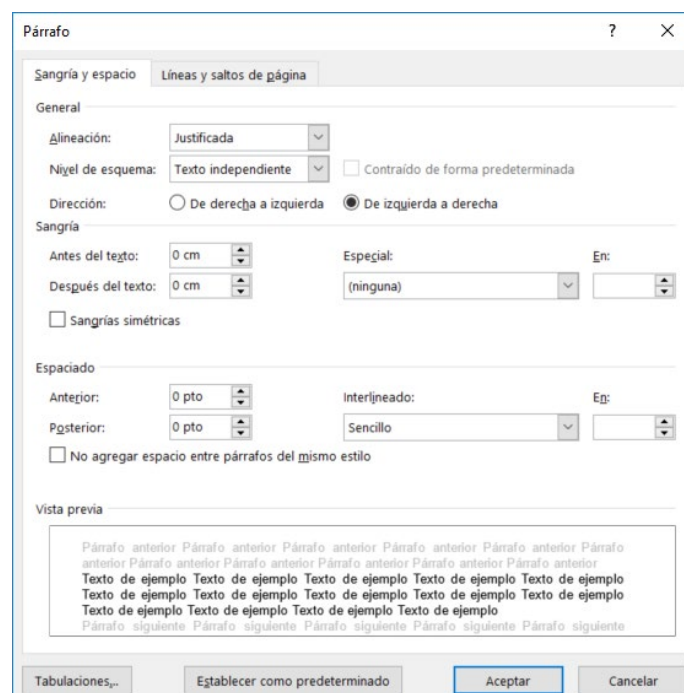 Párrafo ? X
Sangría y espacio Líneas y saltos de página
General
Alineación: Justificada
Nivel de esquema: Texto independiente Contraído de forma predeterminada
Dirección: De derecha a izquierda De izquierda a derecha
Sangría
Antes del texto: 0 cm Especial: En:
Después del texto: 0 cm (ninguna)
Sangrías simétricas
Espaciado
Anterior: 0 pto Interlineado: En:
Posterior: 0 pto Sencillo
No agregar espacio entre párrafos del mismo estilo
Vista previa
Párrafo anterior Párrafo anterior Párrafo anterior Párrafo anterior Párrafo anterior Párrafo
anterior Párrafo anterior Párrafo anterior Párrafo anterior Párrafo anterior Párrafo anterior
Texto de ejemplo Texto de ejemplo Texto de ejemplo Texto de ejemplo Texto de ejemplo
Texto de ejemplo Texto de ejemplo Texto de ejemplo Texto de ejemplo Texto de ejemplo
Texto de ejemplo Texto de ejemplo Texto de ejemplo Texto de ejemplo
Párrafo siguiente Párrafo siguiente Párrafo siguiente Párrafo siguiente Párrafo siguiente
Tabulaciones... Establecer como predeterminado Aceptar Cancelar